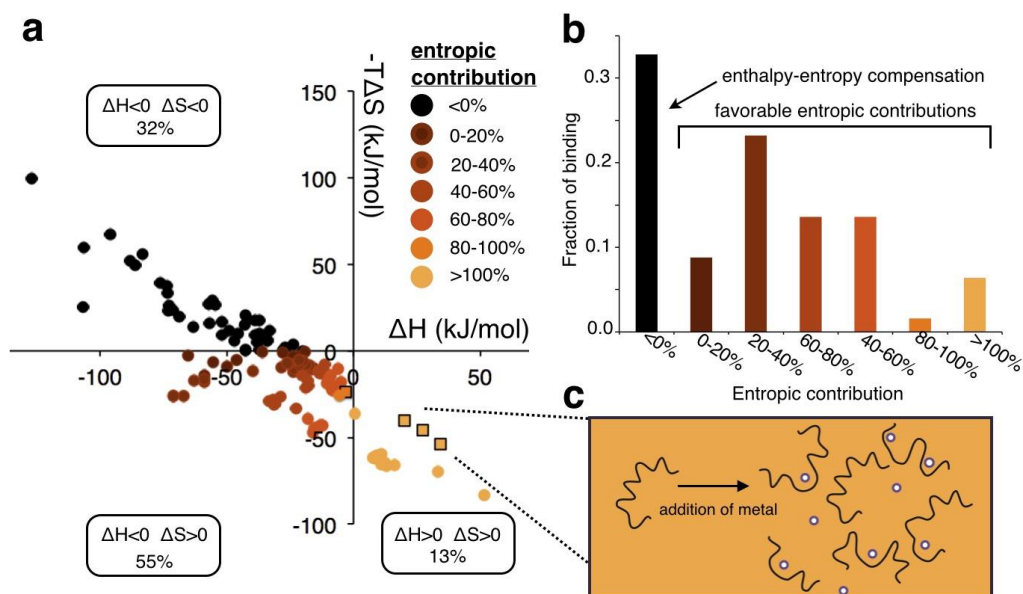 a
entropic
contribution
<0%
0-20%
20-40%
40-60%
60-80%
80-100%
>100%
-TΔS (kJ/mol)
150
100
50
0
-50
-100
ΔH (kJ/mol)
-100
-50
0
50
ΔH<0 ΔS<0
32%
ΔH<0 ΔS>0
55%
ΔH>0 ΔS>0
13%
b
Fraction of binding
0.3
0.2
0.1
0.0
enthalpy-entropy compensation
favorable entropic contributions
<0%
0-20%
20-40%
60-80%
40-60%
80-100%
>100%
Entropic contribution
c
addition of metal